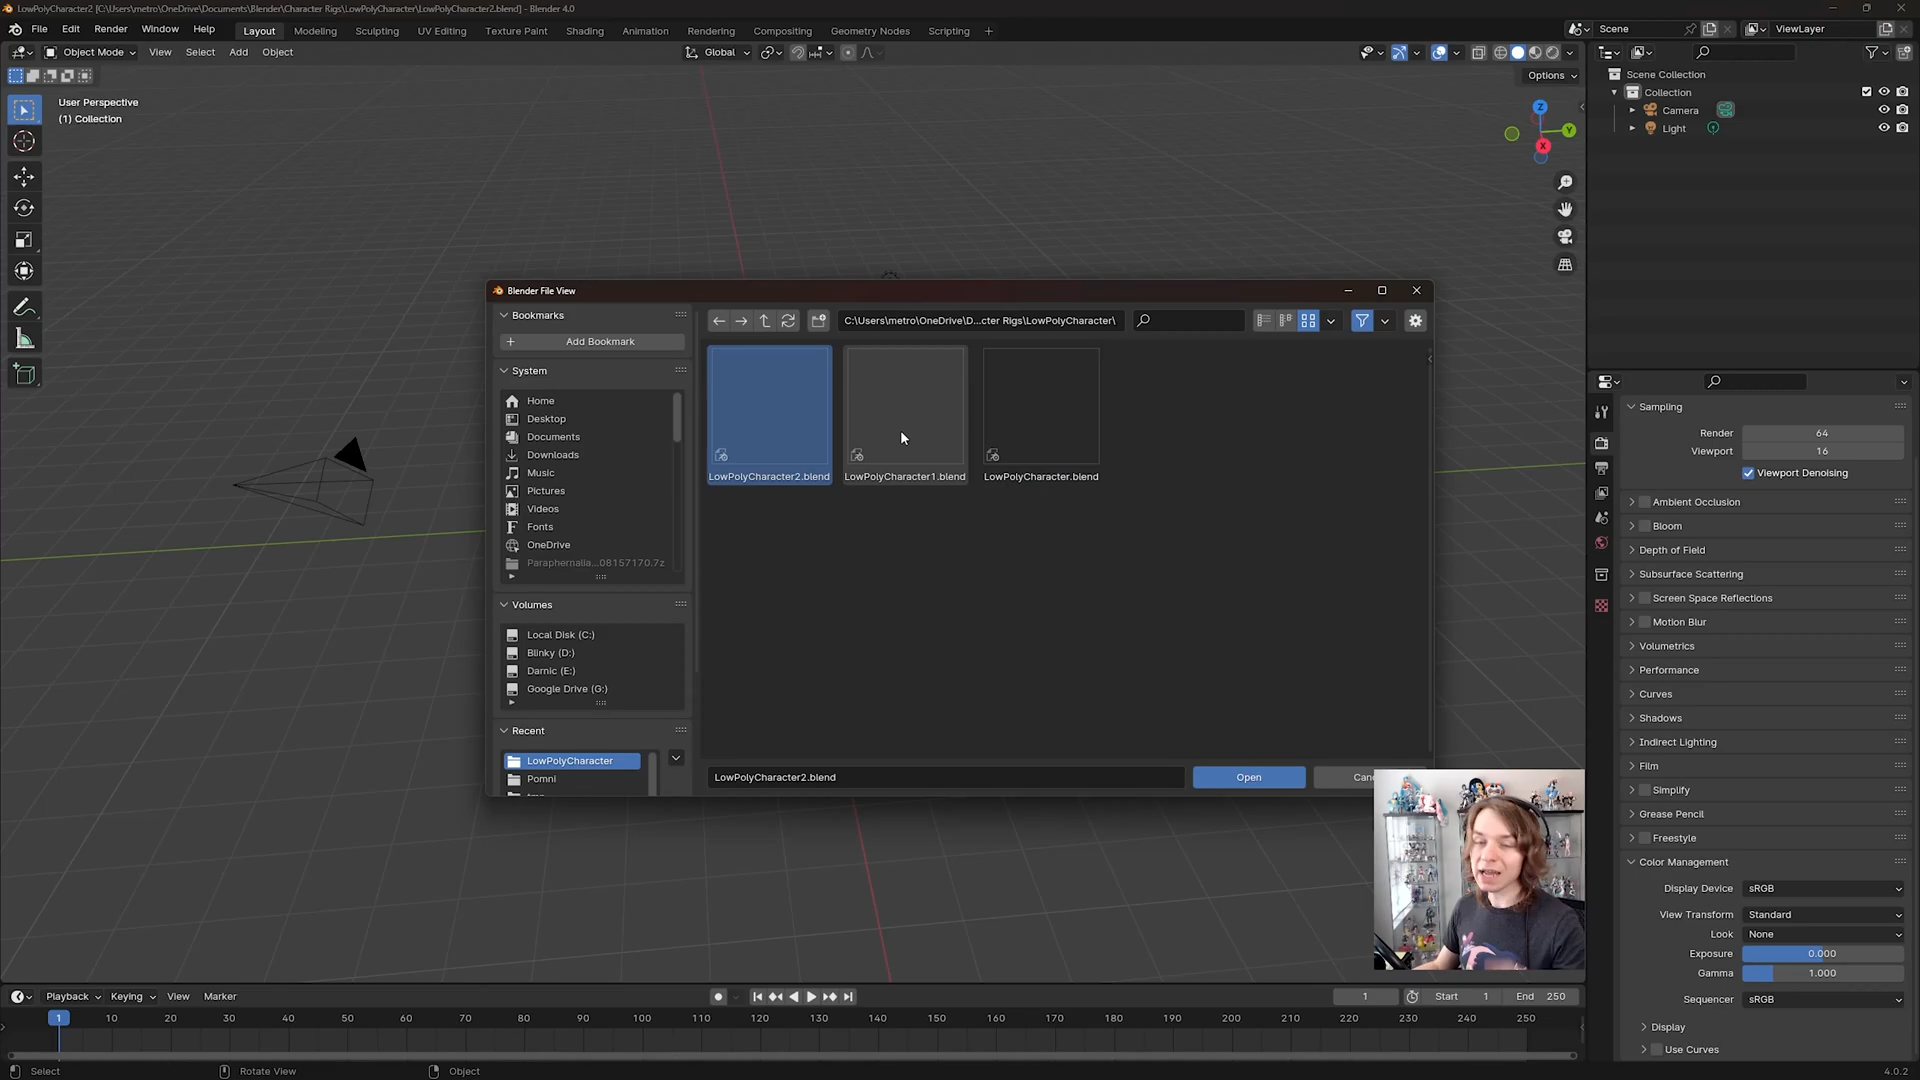 LowPolyCharacter2 [C:\Users\metro\OneDrive\Documents\Blender\Character Rigs\LowPolyCharacter\LowPolyCharacter2.blend] - Blender 4.0
File Edit Render Window Help Layout Modeling Sculpting UV Editing Texture Paint Shading Animation Rendering Compositing Geometry Nodes Scripting + Scene ViewLayer
Object Mode View Select Add Object Global
Options
User Perspective
(1) Collection
Z
Y
X
Scene Collection
Collection
Camera
Light
Blender File View
Bookmarks
Add Bookmark
System
Home
Desktop
Documents
Downloads
Music
Pictures
Videos
Fonts
OneDrive
Paraphernalia...08157170.7z
Volumes
Local Disk (C:)
Blinky (D:)
Darnic (E:)
Google Drive (G:)
Recent
LowPolyCharacter
Pomni
C:\Users\metro\OneDrive\D...cter Rigs\LowPolyCharacter\
LowPolyCharacter2.blend LowPolyCharacter1.blend LowPolyCharacter.blend
LowPolyCharacter2.blend Open
Sampling
Render 64
Viewport 16
Viewport Denoising
Ambient Occlusion
Bloom
Depth of Field
Subsurface Scattering
Screen Space Reflections
Motion Blur
Volumetrics
Performance
Curves
Shadows
Indirect Lighting
Film
Simplify
Grease Pencil
Freestyle
Color Management
Display Device sRGB
View Transform Standard
Look None
Exposure 0.000
Gamma 1.000
Sequencer sRGB
Display
Use Curves
Playback Keying View Marker 1 Start 1 End 250
1 10 20 30 40 50 60 70 80 90 100 110 120 130 140 150 160 170 180 190 200 210 220 230 240 250
Select Rotate View Object 4.0.2